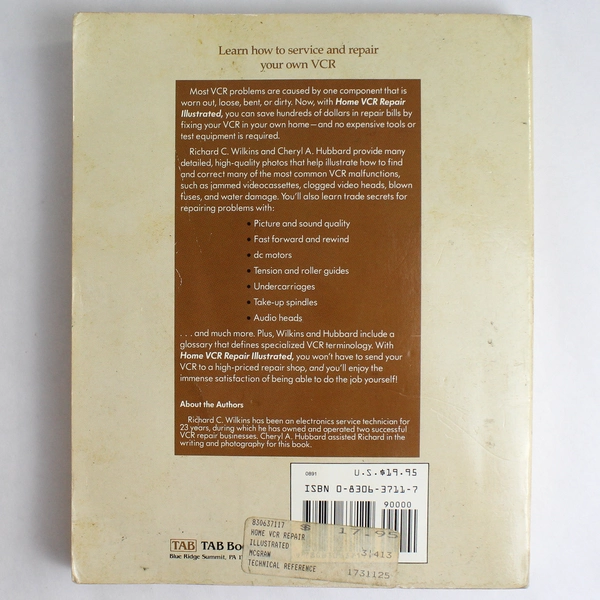 Learn how to service and repair
your own VCR
Most VCR problems are caused by one component that is
worn out, loose, bent, or dirty. Now, with Home VCR Repair
Illustrated, you can save hundreds of dollars in repair bills by
fixing your VCR in your own home—and no expensive tools or
test equipment is required.
Richard C. Wilkins and Cheryl A. Hubbard provide many
detailed, high-quality photos that help illustrate how to find
and correct many of the most common VCR malfunctions,
such as jammed videocassettes, clogged video heads, blown
fuses, and water damage. You'll also learn trade secrets for
repairing problems with:
• Picture and sound quality
• Fast forward and rewind
• dc motors
• Tension and roller guides
• Undercarriages
• Take-up spindles
• Audio heads
. . . and much more. Plus, Wilkins and Hubbard include a
glossary that defines specialized VCR terminology. With
Home VCR Repair Illustrated, you won't have to send your
VCR to a high-priced repair shop, and you'll enjoy the
immense satisfaction of being able to do the job yourself!
About the Authors
Richard C. Wilkins has been an electronics service technician for
23 years, during which he has owned and operated two successful
VCR repair businesses. Cheryl A. Hubbard assisted Richard in the
writing and photography for this book.
0891 U.S.$19.95
ISBN 0-8306-3711-7
90000
TAB TAB
Blue Ridge Summit, PA
830637117 $ 17.95
HOME VCR REPAIR
ILLUSTRATED
MCGRAW
TECHNICAL REFERENCE 1731125